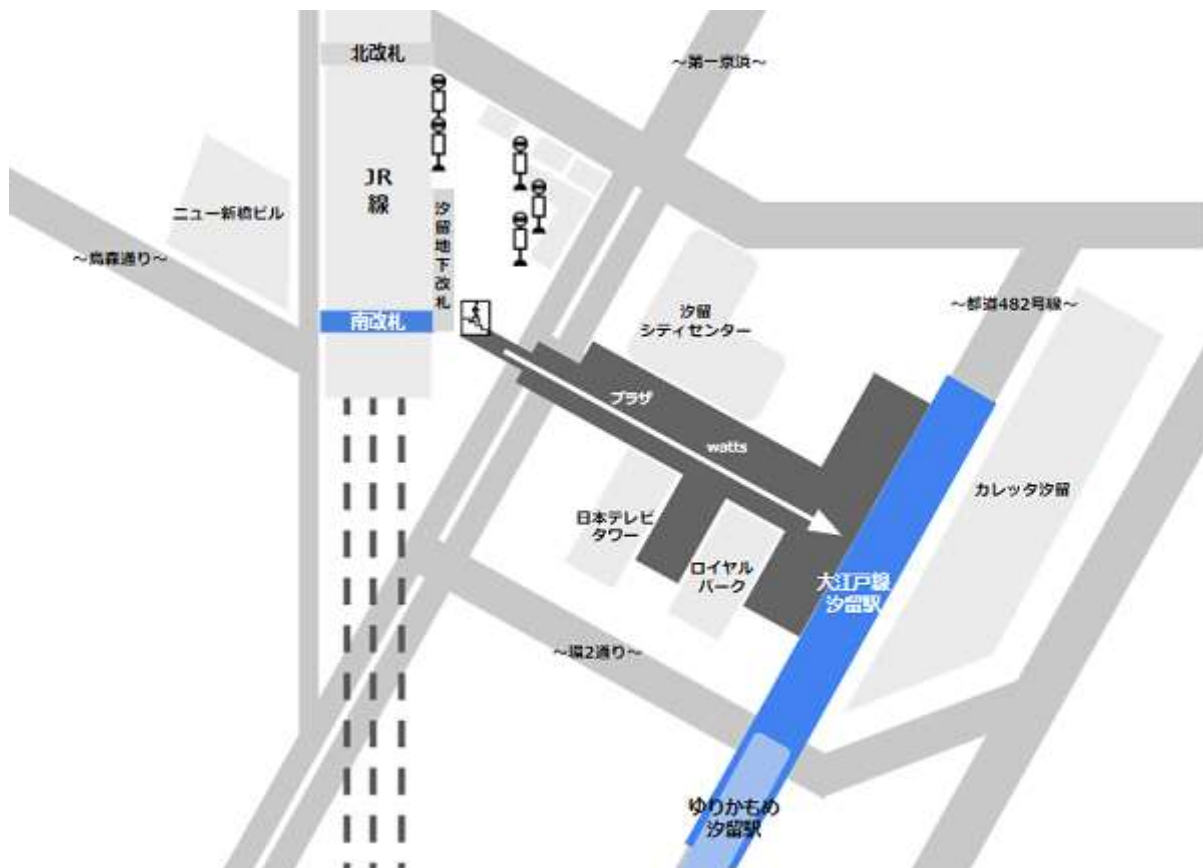 北改札
～第一京浜～
JR
線
ニュー新橋ビル
汐留地下改札
～烏森通り～
南改札
汐留
シティセンター
～都道482号線～
プラザ
watts
カレッタ汐留
日本テレビ
タワー
ロイヤル
パーク
大江戸線
汐留駅
～環2通り～
ゆりかもめ
汐留駅